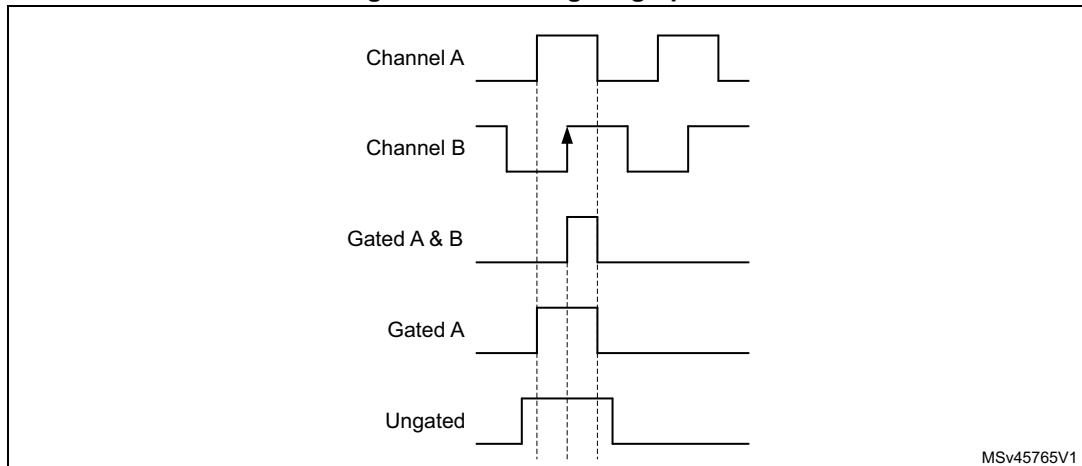 Channel A
Channel B
Gated A & B
Gated A
Ungated
MSv45765V1